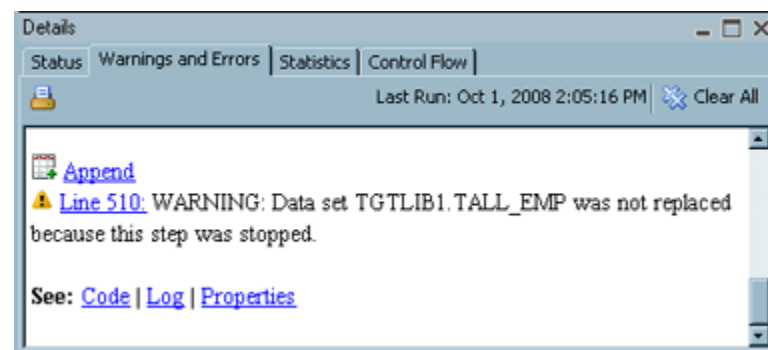 Details
Status Warnings and Errors Statistics Control Flow
Last Run: Oct 1, 2008 2:05:16 PM Clear All
Append
Line 510: WARNING: Data set TGTLIB1.TALL_EMP was not replaced
because this step was stopped.
See: Code | Log | Properties